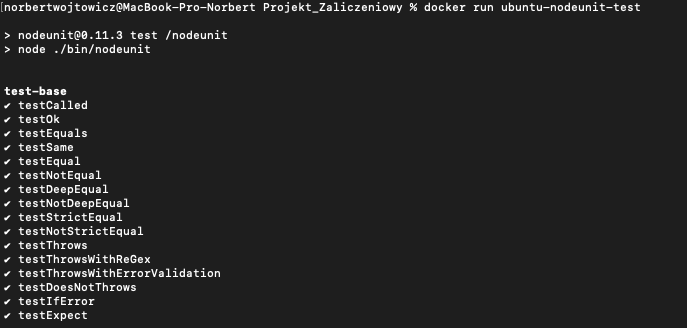 [norbertwojtowicz@MacBook-Pro-Norbert Projekt_Zaliczeniowy % docker run ubuntu-nodeunit-test
> nodeunit@0.11.3 test /nodeunit
> node ./bin/nodeunit
test-base
✔ testCalled
✔ testOk
✔ testEquals
✔ testSame
✔ testEqual
✔ testNotEqual
✔ testDeepEqual
✔ testNotDeepEqual
✔ testStrictEqual
✔ testNotStrictEqual
✔ testThrows
✔ testThrowsWithReGex
✔ testThrowsWithErrorValidation
✔ testDoesNotThrows
✔ testIfError
✔ testExpect